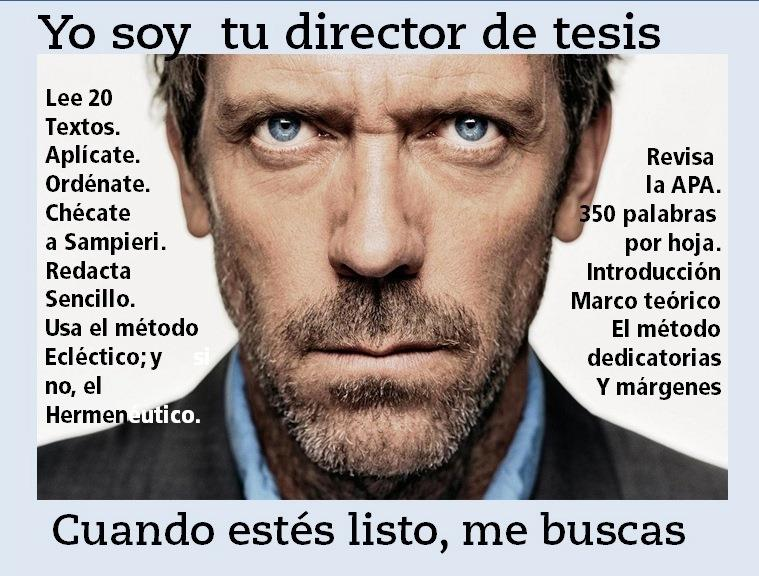 Yo soy tu director de tesis
Lee 20
Textos.
Aplícate.
Ordénate.
Chécate
a Sampieri.
Redacta
Sencillo.
Usa el método
Ecléctico; y si
no, el
Hermenéutico.
Revisa
la APA.
350 palabras
por hoja.
Introducción
Marco teórico
El método
dedicatorias
Y márgenes
Cuando estés listo, me buscas